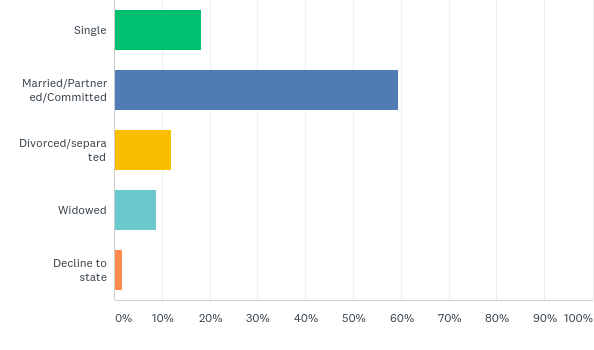 Single
Married/Partner
ed/Committed
Divorced/separa
ted
Widowed
Decline to
state
0% 10% 20% 30% 40% 50% 60% 70% 80% 90% 100%